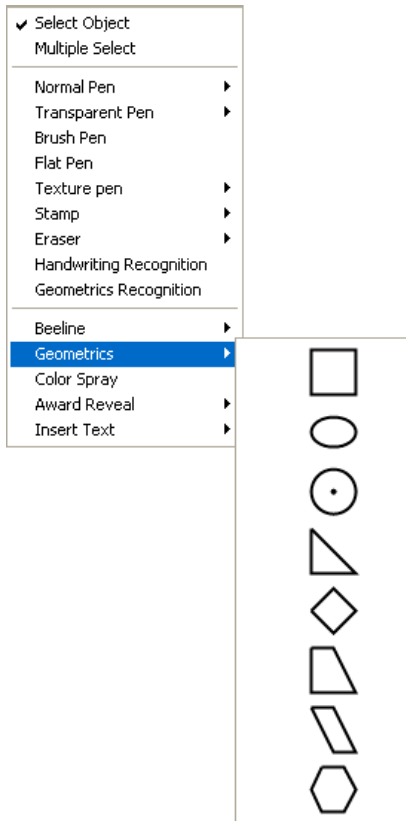 Select Object
Multiple Select
Normal Pen
Transparent Pen
Brush Pen
Flat Pen
Texture pen
Stamp
Eraser
Handwriting Recognition
Geometrics Recognition
Beeline
Geometrics
Color Spray
Award Reveal
Insert Text